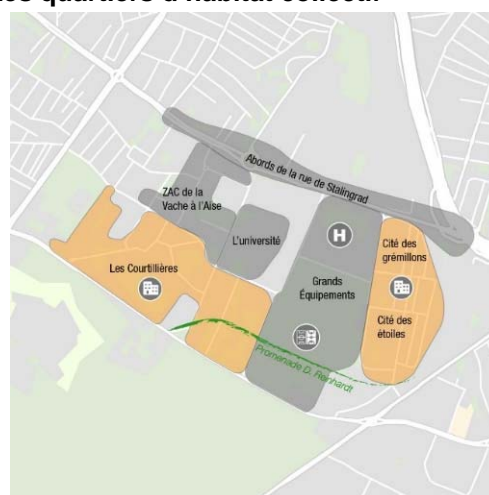 les quartiers d'habitat collectif
Abords de la rue de Stalingrad
ZAC de la
Vache à l'Aise
L'université
H
Cité des
grémillons
Les Courtillières
Grands
Équipements
Cité des
étoiles
Promenade D. Reinhardt